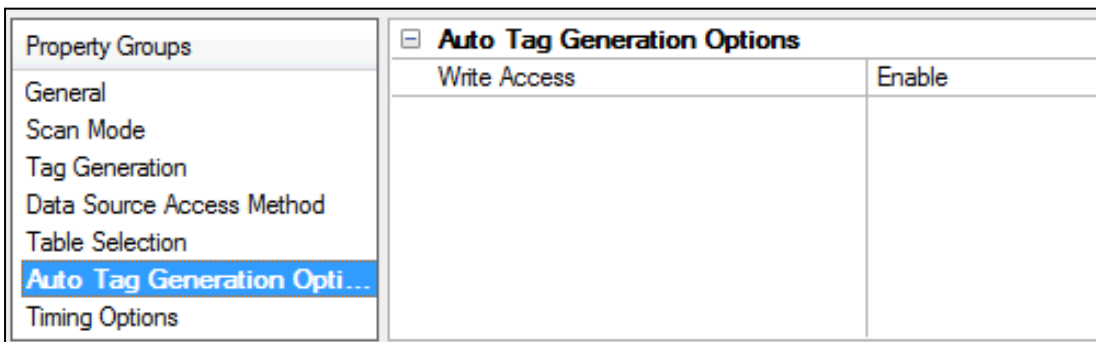 Property Groups
General
Scan Mode
Tag Generation
Data Source Access Method
Table Selection
Auto Tag Generation Opti...
Timing Options
Auto Tag Generation Options
Write Access Enable